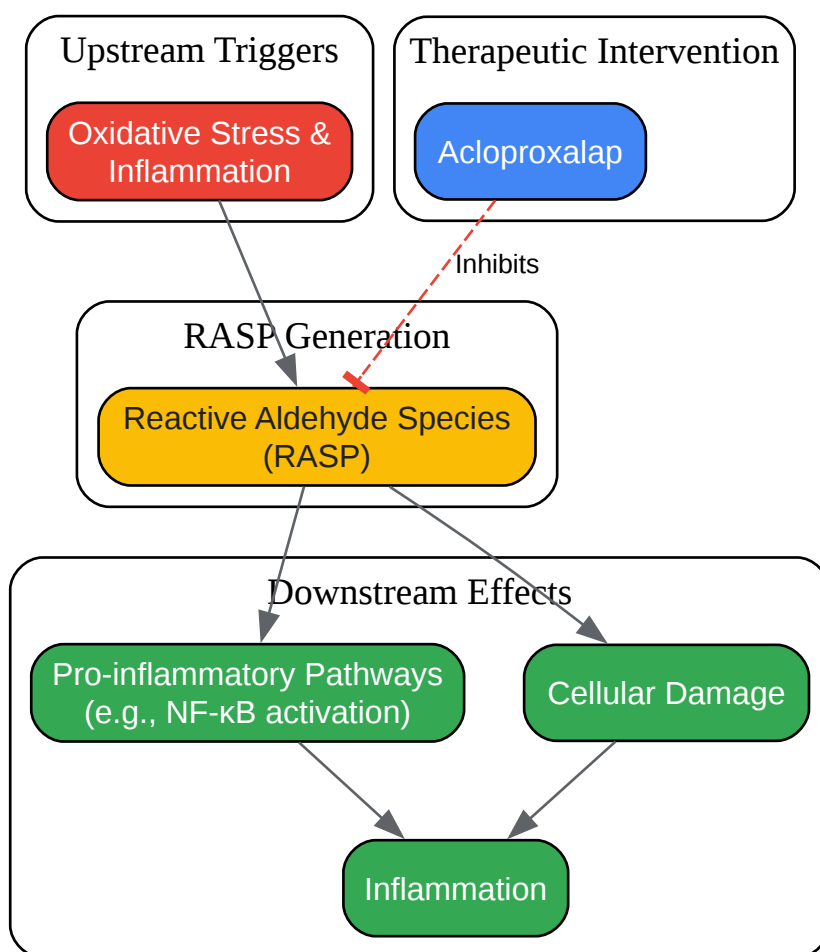 Upstream Triggers
Therapeutic Intervention
Oxidative Stress &
Inflammation
Acloproxalap
Inhibits
RASP Generation
Reactive Aldehyde Species
(RASP)
Downstream Effects
Pro-inflammatory Pathways
(e.g., NF-κB activation)
Cellular Damage
Inflammation